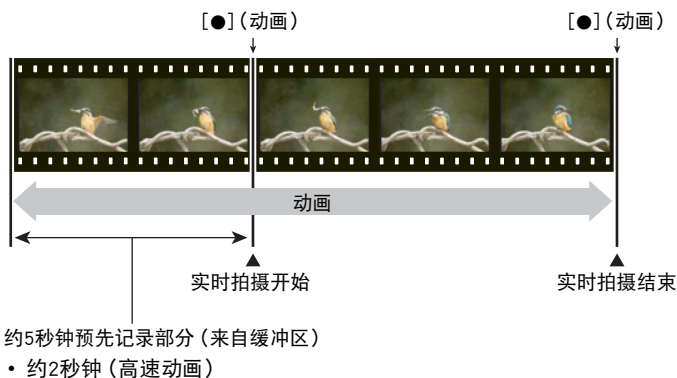 [●](动画) [●](动画)
动画
实时拍摄开始 实时拍摄结束
约5秒钟预先记录部分(来自缓冲区)
• 约2秒钟(高速动画)